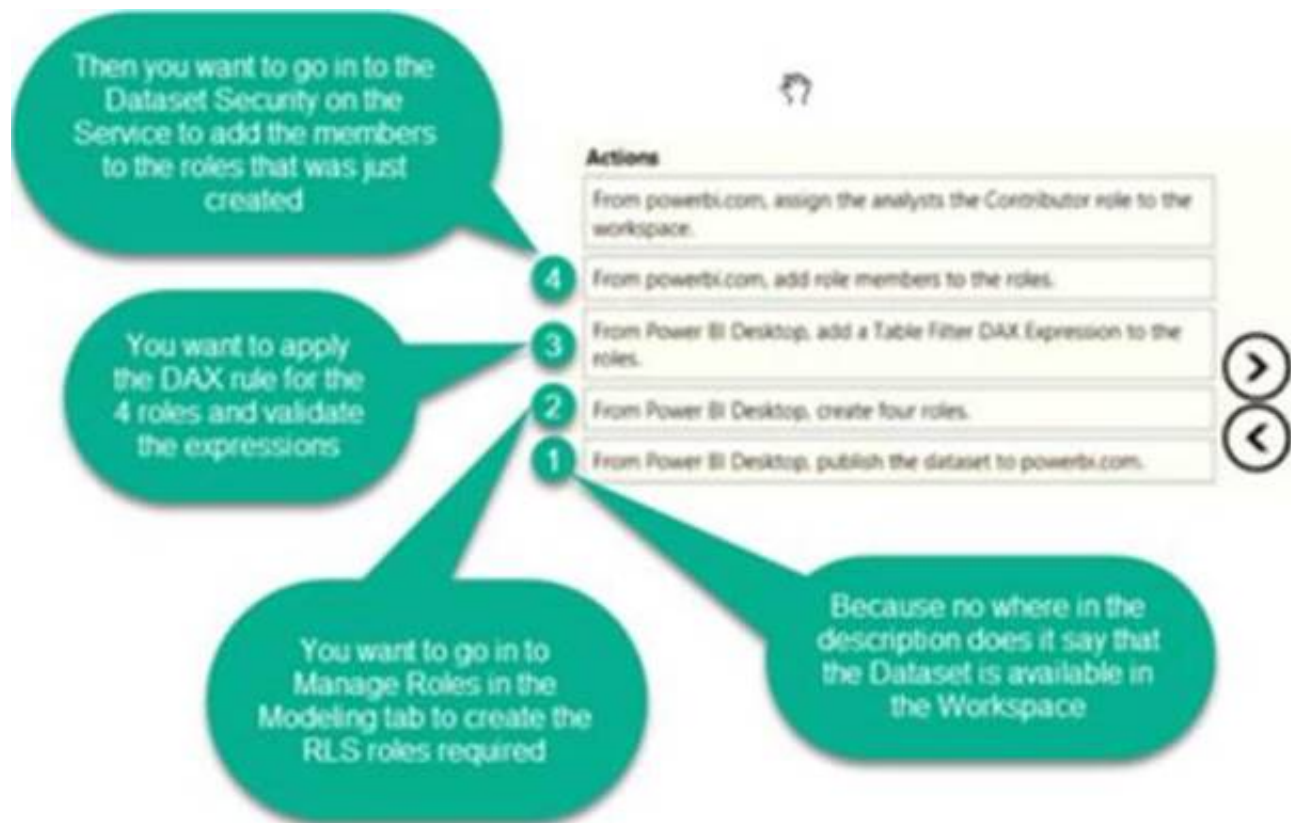 Then you want to go in to the
Dataset Security on the
Service to add the members
to the roles that was just
created
Actions
From powerbi.com, assign the analysts the Contributor role to the
workspace.
4
From powerbi.com, add role members to the roles.
You want to apply
the DAX rule for the
4 roles and validate
the expressions
3
From Power BI Desktop, add a Table Filter DAX Expression to the
roles.
2
From Power BI Desktop, create four roles.
1
From Power BI Desktop, publish the dataset to powerbi.com.
You want to go in to
Manage Roles in the
Modeling tab to create the
RLS roles required
Because no where in the
description does it say that
the Dataset is available in
the Workspace